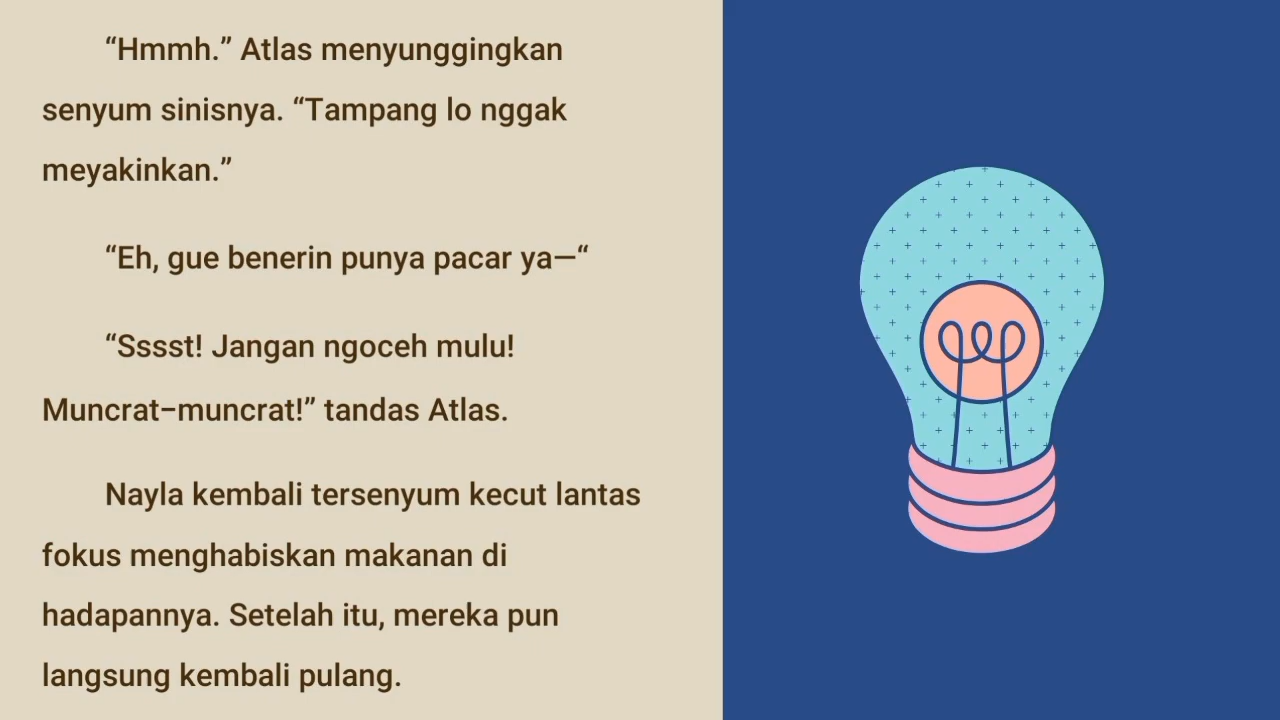 “Hmmh.” Atlas menyunggingkan
senyum sinisnya. “Tampang lo nggak
meyakinkan.”
“Eh, gue benerin punya pacar ya—“
“Sssst! Jangan ngoceh mulu!
Muncrat–muncrat!” tandas Atlas.
Nayla kembali tersenyum kecut lantas
fokus menghabiskan makanan di
hadapannya. Setelah itu, mereka pun
langsung kembali pulang.